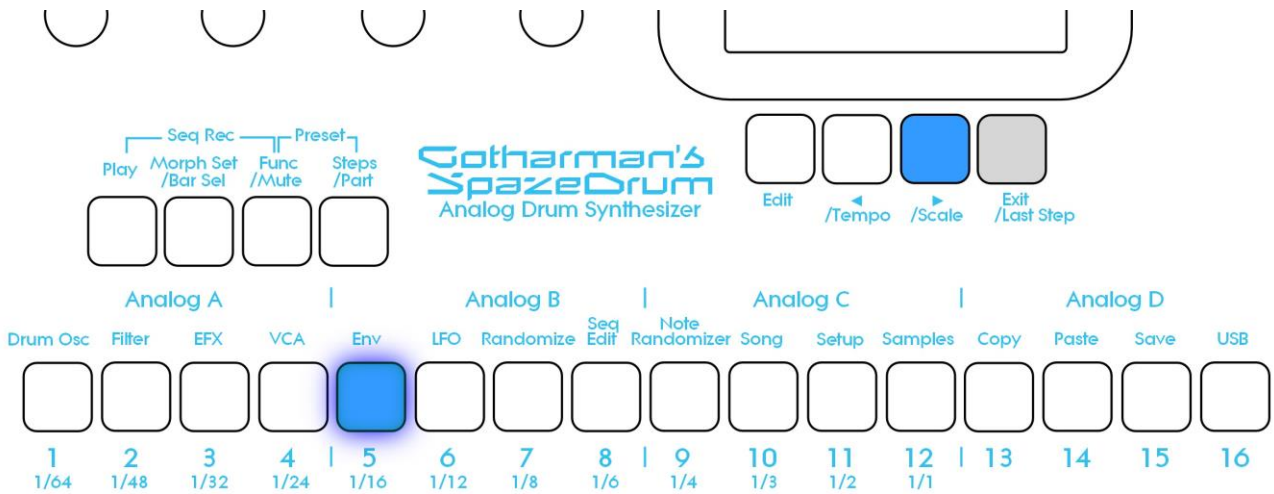 Seq Rec Preset
Play Morph Set /Bar Sel Func /Mute Steps /Part
Gotharman's
SpazeDrum
Analog Drum Synthesizer
Edit ◄ /Tempo ► /Scale Exit /Last Step
Analog A | Analog B | Analog C | Analog D
Drum Osc Filter EFX VCA Env LFO Randomize Seq Edit Note Randomizer Song Setup Samples Copy Paste Save USB
1 2 3 4 | 5 6 7 8 | 9 10 11 12 | 13 14 15 16
1/64 1/48 1/32 1/24 1/16 1/12 1/8 1/6 1/4 1/3 1/2 1/1